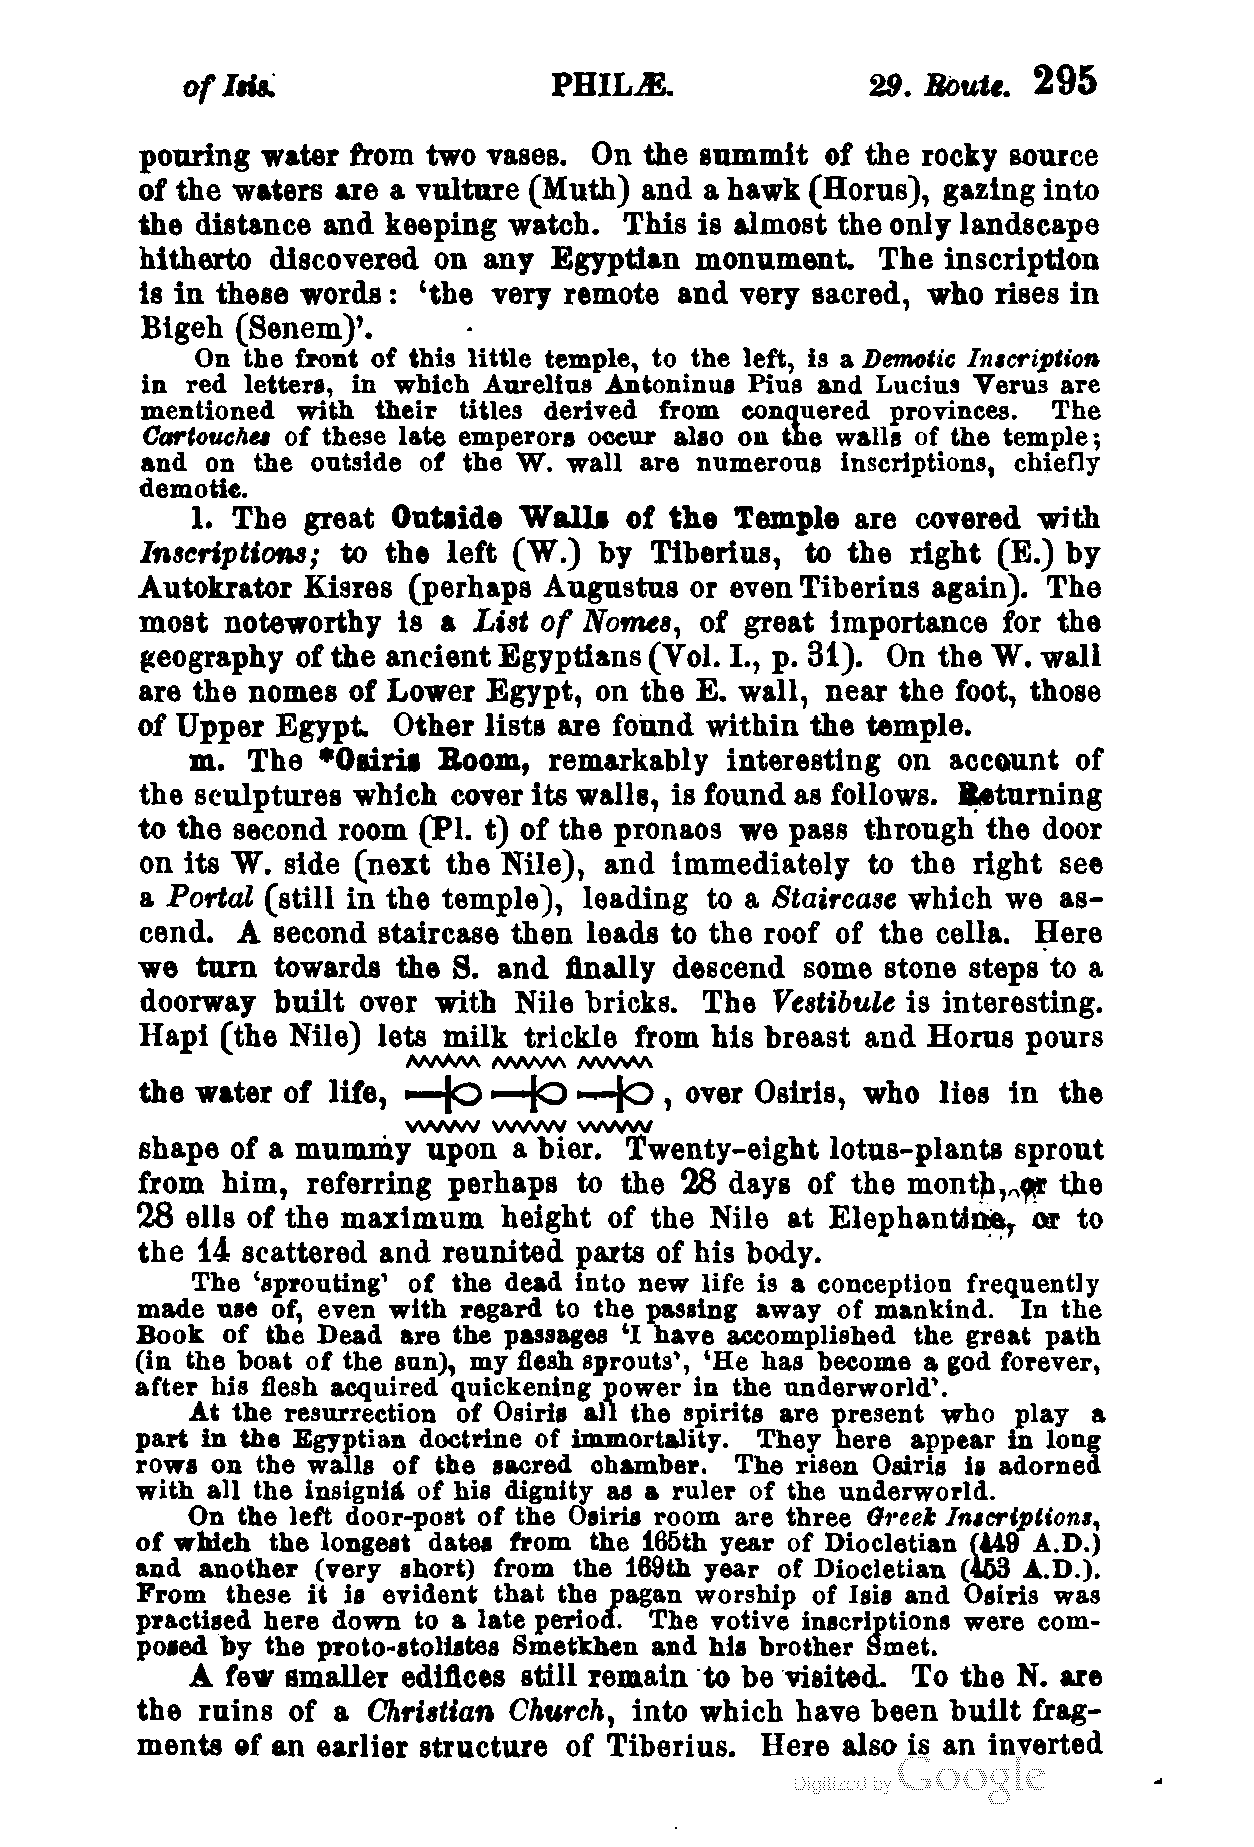 of Isis. PHILÆ. 29. Route. 295
pouring water from two vases. On the summit of the rocky source
of the waters are a vulture (Muth) and a hawk (Horus), gazing into
the distance and keeping watch. This is almost the only landscape
hitherto discovered on any Egyptian monument. The inscription
is in these words: ‘the very remote and very sacred, who rises in
Bigeh (Senem)’.
On the front of this little temple, to the left, is a Demotic Inscription
in red letters, in which Aurelius Antoninus Pius and Lucius Verus are
mentioned with their titles derived from conquered provinces. The
Cartouches of these late emperors occur also on the walls of the temple;
and on the outside of the W. wall are numerous inscriptions, chiefly
demotic.
l. The great Outside Walls of the Temple are covered with
Inscriptions; to the left (W.) by Tiberius, to the right (E.) by
Autokrator Kisres (perhaps Augustus or even Tiberius again). The
most noteworthy is a List of Nomes, of great importance for the
geography of the ancient Egyptians (Vol. I., p. 31). On the W. wall
are the nomes of Lower Egypt, on the E. wall, near the foot, those
of Upper Egypt. Other lists are found within the temple.
m. The *Osiris Room, remarkably interesting on account of
the sculptures which cover its walls, is found as follows. Returning
to the second room (Pl. t) of the pronaos we pass through the door
on its W. side (next the Nile), and immediately to the right see
a Portal (still in the temple), leading to a Staircase which we as-
cend. A second staircase then leads to the roof of the cella. Here
we turn towards the S. and finally descend some stone steps to a
doorway built over with Nile bricks. The Vestibule is interesting.
Hapi (the Nile) lets milk trickle from his breast and Horus pours
the water of life, , over Osiris, who lies in the
shape of a mummy upon a bier. Twenty-eight lotus-plants sprout
from him, referring perhaps to the 28 days of the month, or the
28 ells of the maximum height of the Nile at Elephantine, or to
the 14 scattered and reunited parts of his body.
The ‘sprouting’ of the dead into new life is a conception frequently
made use of, even with regard to the passing away of mankind. In the
Book of the Dead are the passages ‘I have accomplished the great path
(in the boat of the sun), my flesh sprouts’, ‘He has become a god forever,
after his flesh acquired quickening power in the underworld’.
At the resurrection of Osiris all the spirits are present who play a
part in the Egyptian doctrine of immortality. They here appear in long
rows on the walls of the sacred chamber. The risen Osiris is adorned
with all the insigniá of his dignity as a ruler of the underworld.
On the left door-post of the Osiris room are three Greek Inscriptions,
of which the longest dates from the 165th year of Diocletian (449 A.D.)
and another (very short) from the 169th year of Diocletian (453 A.D.).
From these it is evident that the pagan worship of Isis and Osiris was
practised here down to a late period. The votive inscriptions were com-
posed by the proto-stolistes Smetkhen and his brother Smet.
A few smaller edifices still remain to be visited. To the N. are
the ruins of a Christian Church, into which have been built frag-
ments of an earlier structure of Tiberius. Here also is an inverted
Digitized by Google